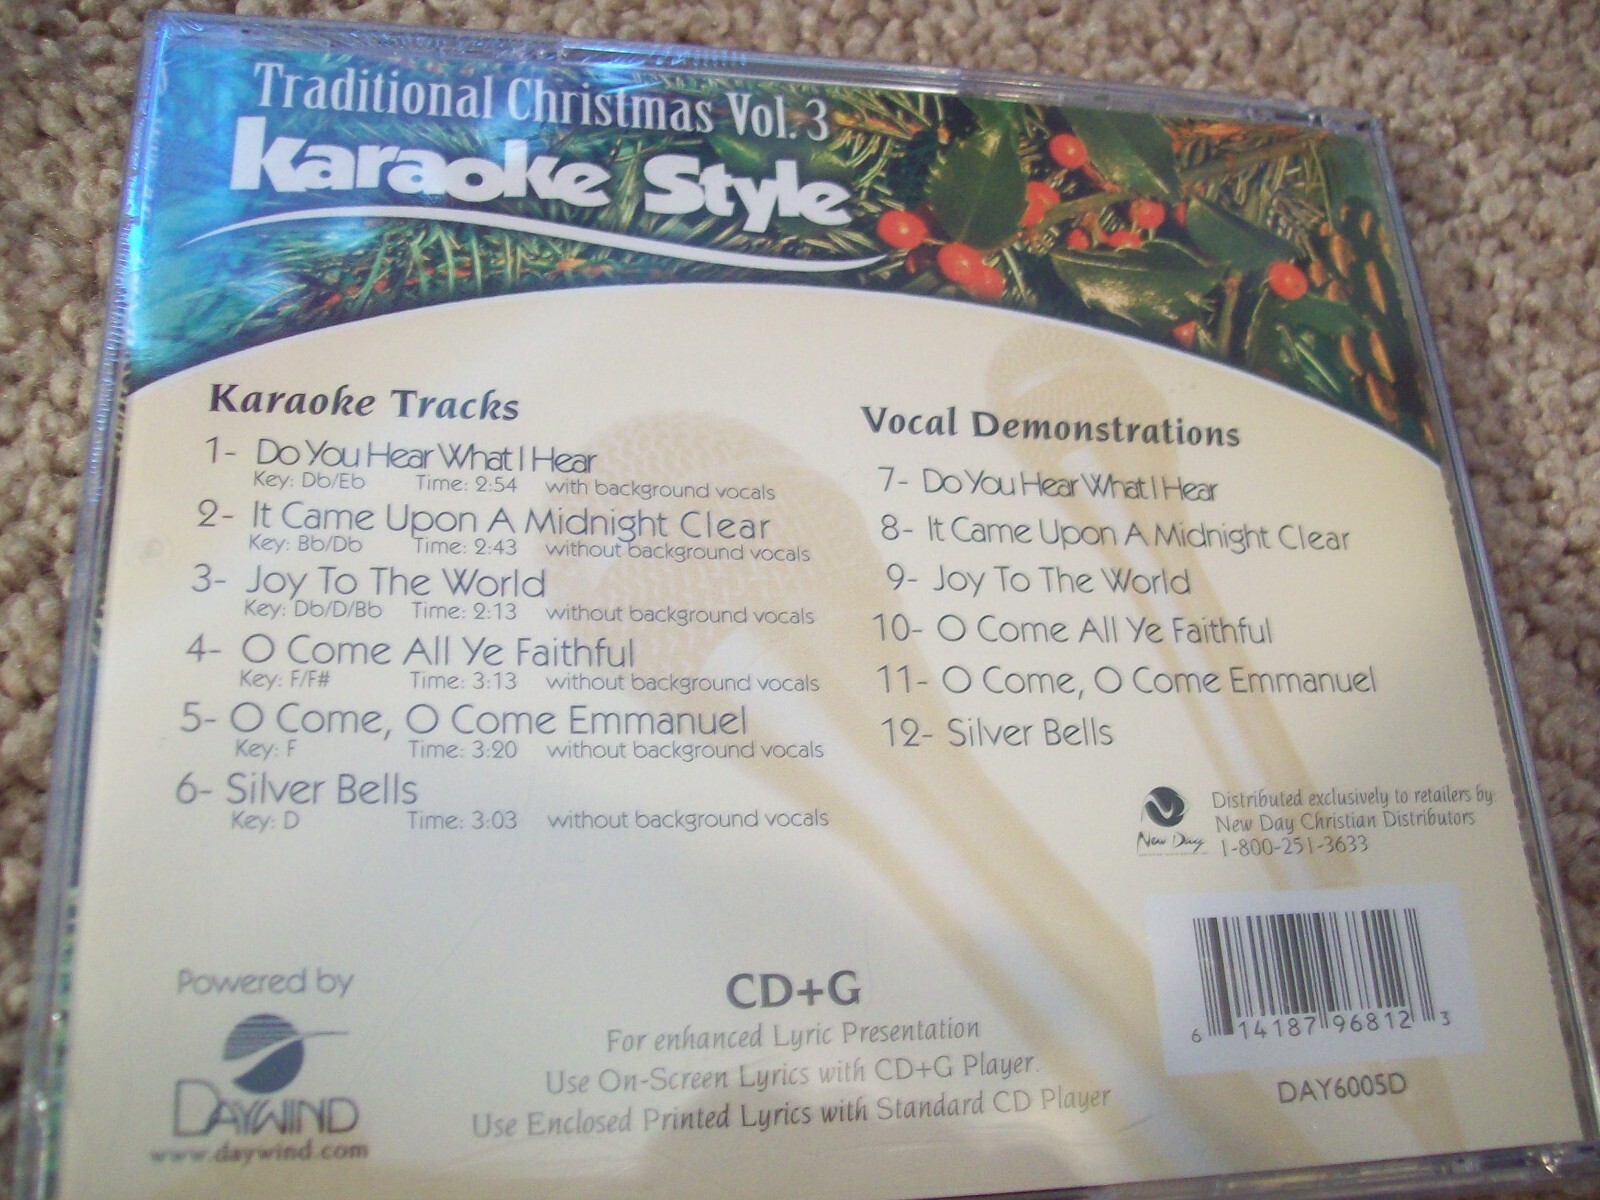 Traditional Christmas Vol. 3
Karaoke Style
Karaoke Tracks
1- Do You Hear What I Hear
Key: Db/Eb Time: 2:54 with background vocals
2- It Came Upon A Midnight Clear
Key: Bb/Db Time: 2:43 without background vocals
3- Joy To The World
Key: Db/D/Bb Time: 2:13 without background vocals
4- O Come All Ye Faithful
Key: F/F# Time: 3:13 without background vocals
5- O Come, O Come Emmanuel
Key: F Time: 3:20 without background vocals
6- Silver Bells
Key: D Time: 3:03 without background vocals
Vocal Demonstrations
7- Do You Hear What I Hear
8- It Came Upon A Midnight Clear
9- Joy To The World
10- O Come All Ye Faithful
11- O Come, O Come Emmanuel
12- Silver Bells
New Day
Distributed exclusively to retailers by:
New Day Christian Distributors
1-800-251-3633
Powered by
DAYWIND
www.daywind.com
CD+G
For enhanced Lyric Presentation
Use On-Screen Lyrics with CD+G Player.
Use Enclosed Printed Lyrics with Standard CD Player
6 14187 96812 3
DAY6005D